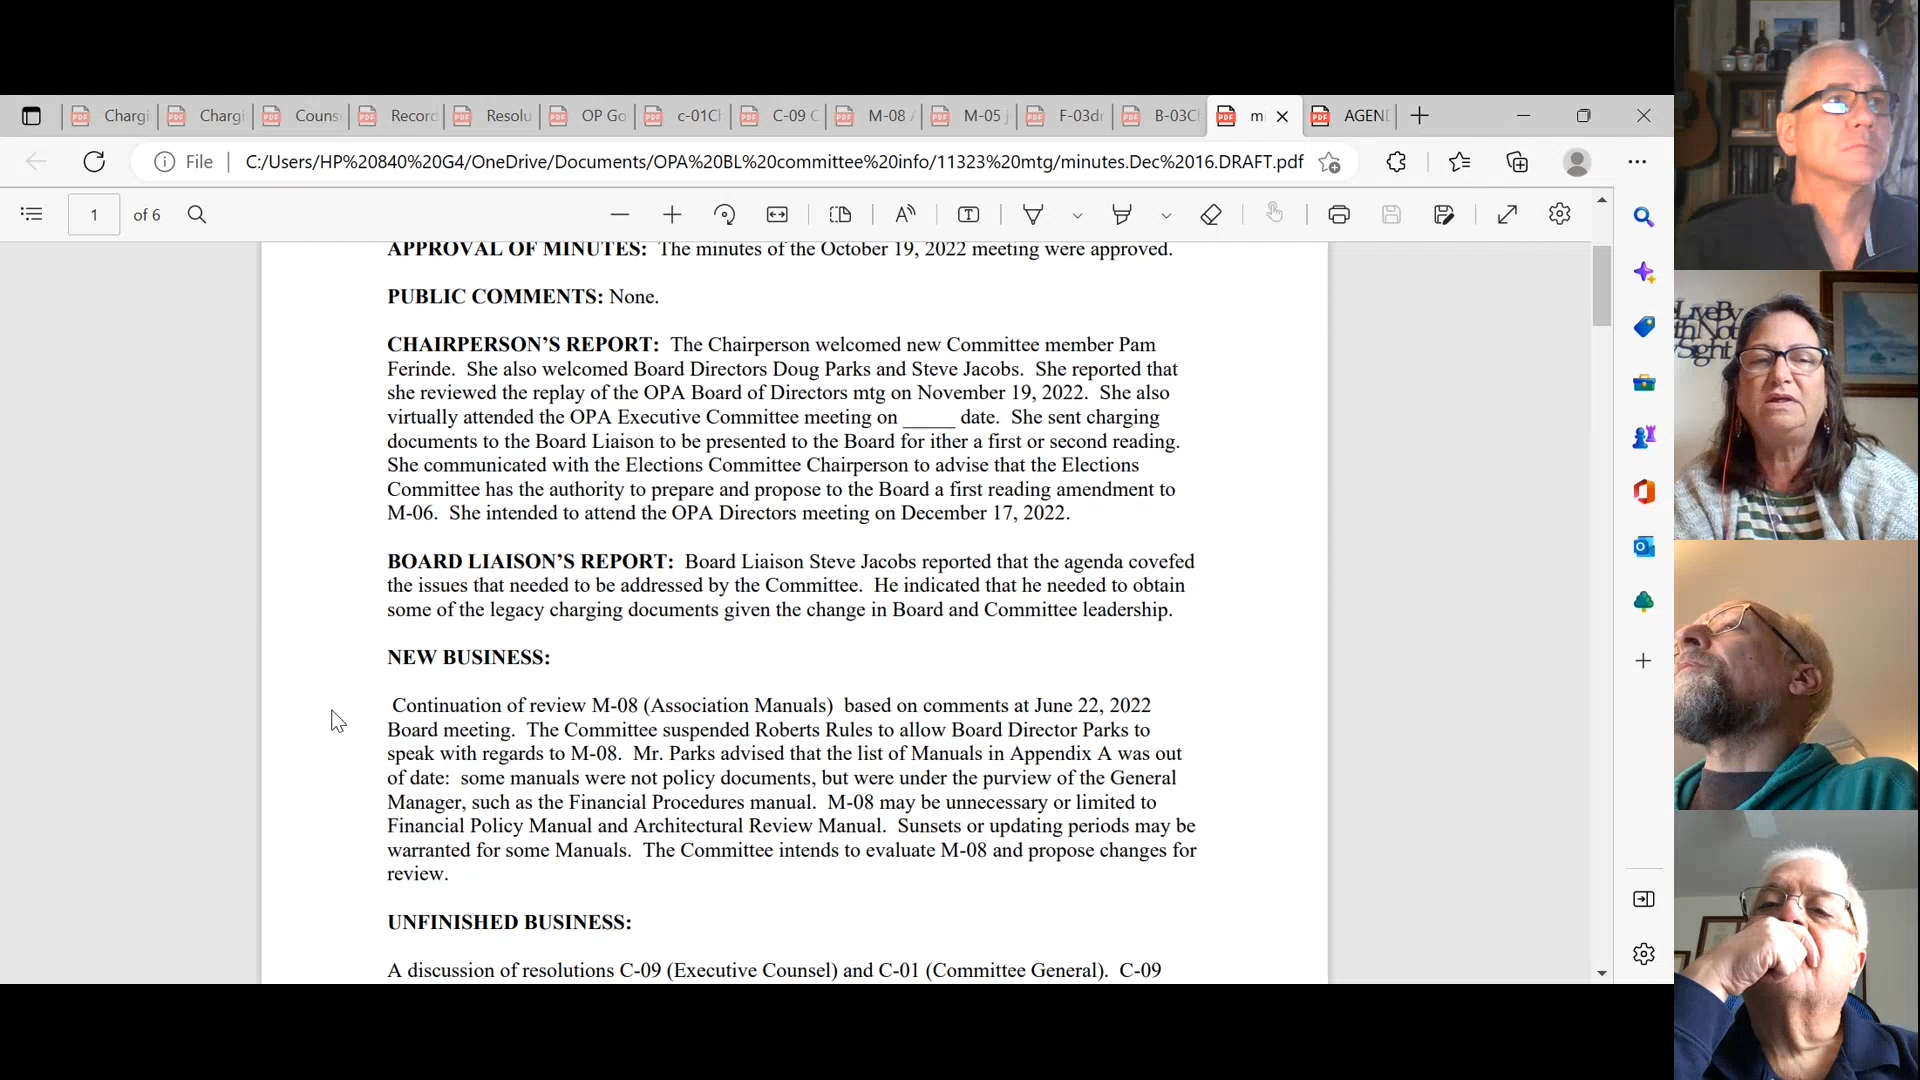 Chargi
Chargi
Couns
Record
Resolu
OP Go
c-01Ch
C-09 C
M-08 A
M-05 j
F-03dr
B-03Ch
mi
AGEND
File
C:/Users/HP%20840%20G4/OneDrive/Documents/OPA%20BL%20committee%20info/11323%20mtg/minutes.Dec%2016.DRAFT.pdf
1 of 6
APPROVAL OF MINUTES: The minutes of the October 19, 2022 meeting were approved.
PUBLIC COMMENTS: None.
CHAIRPERSON’S REPORT: The Chairperson welcomed new Committee member Pam
Ferinde. She also welcomed Board Directors Doug Parks and Steve Jacobs. She reported that
she reviewed the replay of the OPA Board of Directors mtg on November 19, 2022. She also
virtually attended the OPA Executive Committee meeting on _____ date. She sent charging
documents to the Board Liaison to be presented to the Board for ither a first or second reading.
She communicated with the Elections Committee Chairperson to advise that the Elections
Committee has the authority to prepare and propose to the Board a first reading amendment to
M-06. She intended to attend the OPA Directors meeting on December 17, 2022.
BOARD LIAISON’S REPORT: Board Liaison Steve Jacobs reported that the agenda covefed
the issues that needed to be addressed by the Committee. He indicated that he needed to obtain
some of the legacy charging documents given the change in Board and Committee leadership.
NEW BUSINESS:
Continuation of review M-08 (Association Manuals) based on comments at June 22, 2022
Board meeting. The Committee suspended Roberts Rules to allow Board Director Parks to
speak with regards to M-08. Mr. Parks advised that the list of Manuals in Appendix A was out
of date: some manuals were not policy documents, but were under the purview of the General
Manager, such as the Financial Procedures manual. M-08 may be unnecessary or limited to
Financial Policy Manual and Architectural Review Manual. Sunsets or updating periods may be
warranted for some Manuals. The Committee intends to evaluate M-08 and propose changes for
review.
UNFINISHED BUSINESS:
A discussion of resolutions C-09 (Executive Counsel) and C-01 (Committee General). C-09